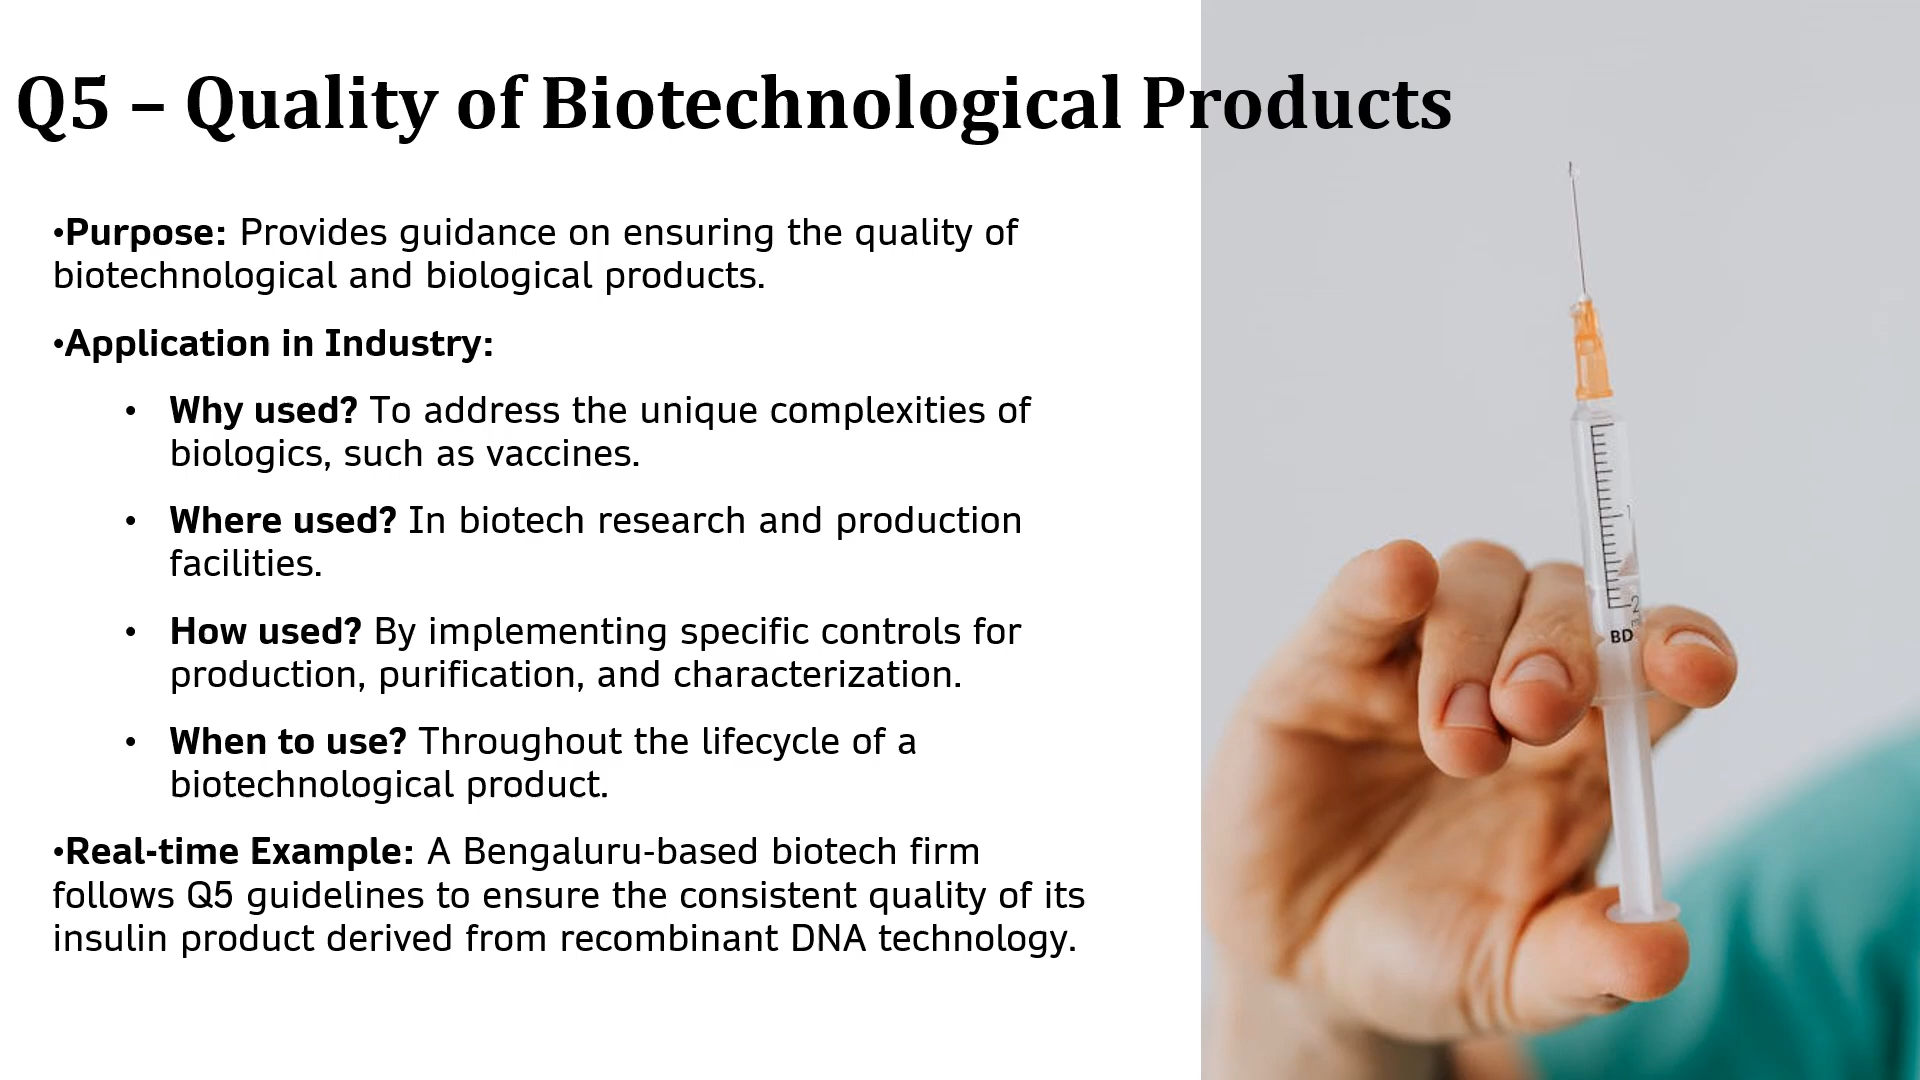 Q5 – Quality of Biotechnological Products
•Purpose: Provides guidance on ensuring the quality of
biotechnological and biological products.
•Application in Industry:
• Why used? To address the unique complexities of
biologics, such as vaccines.
• Where used? In biotech research and production
facilities.
• How used? By implementing specific controls for
production, purification, and characterization.
• When to use? Throughout the lifecycle of a
biotechnological product.
•Real-time Example: A Bengaluru-based biotech firm
follows Q5 guidelines to ensure the consistent quality of its
insulin product derived from recombinant DNA technology.
1
2
BD